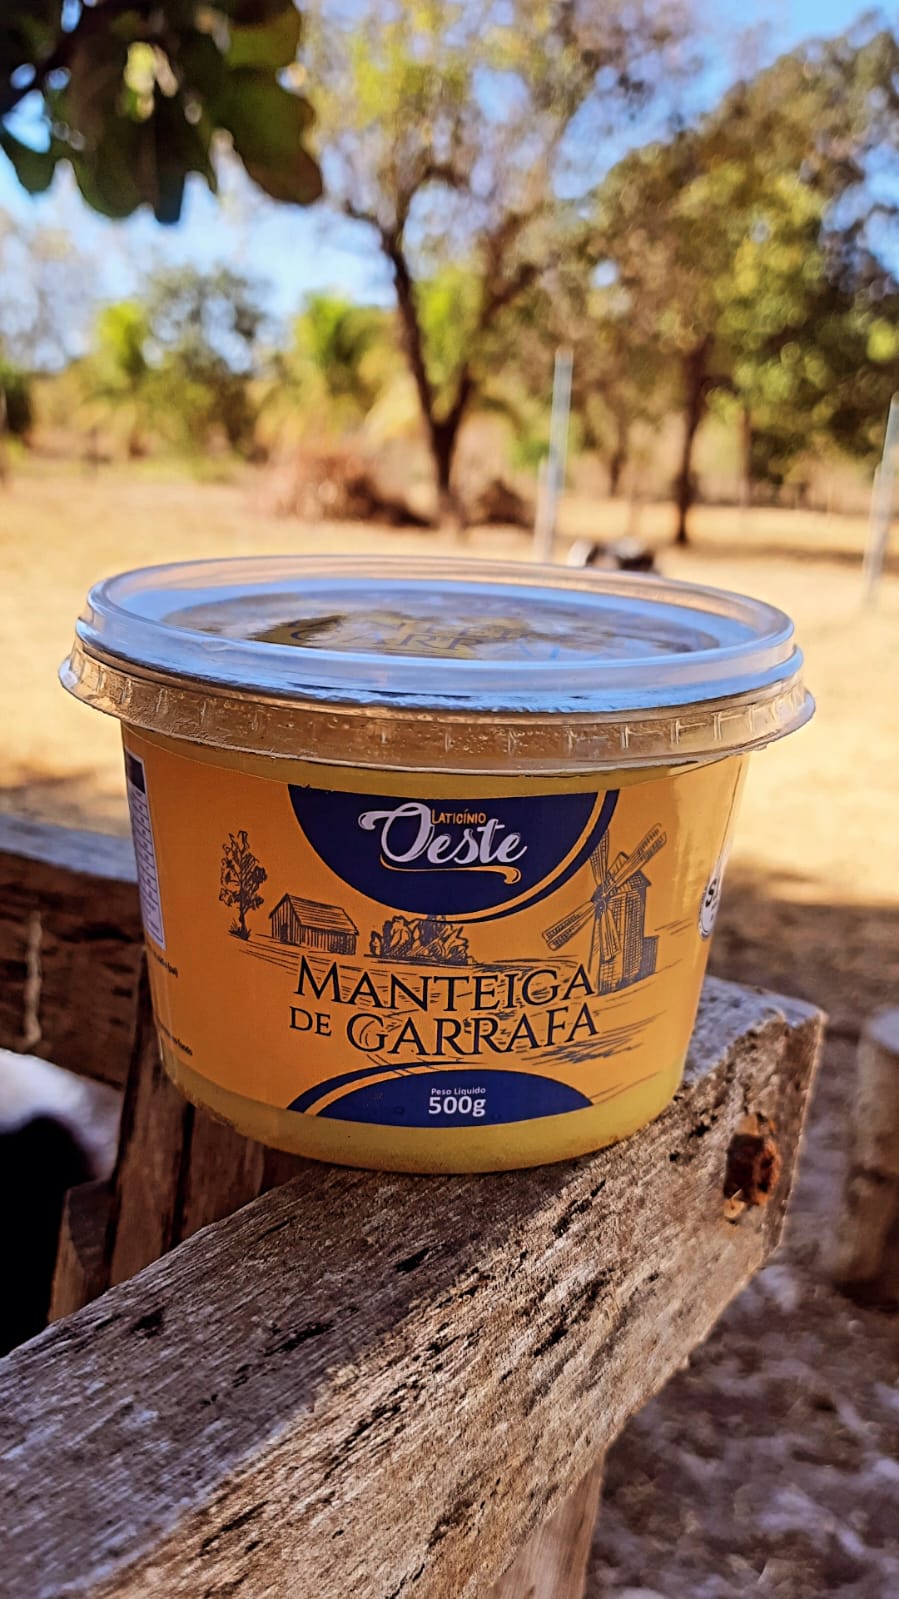 LATICÍNIO
Oeste
MANTEIGA
DE GARRAFA
Peso Líquido
500g